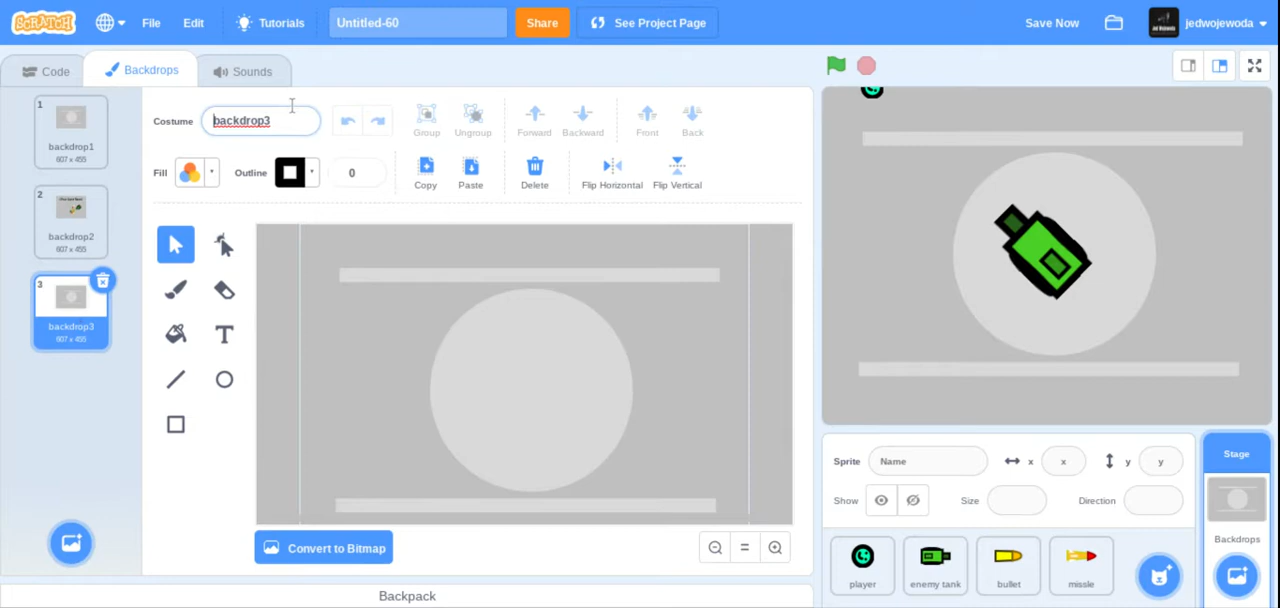 SCRATCH File Edit Tutorials Untitled-60 Share See Project Page Save Now jedwojewoda
Code Backdrops Sounds
1
backdrop1
607 x 455
2
backdrop2
607 x 455
3
backdrop3
607 x 455
Costume backdrop3 Group Ungroup Forward Backward Front Back
Fill Outline 0 Copy Paste Delete Flip Horizontal Flip Vertical
T
Convert to Bitmap
Backpack
Sprite Name x x y y
Show Size Direction
player enemy tank bullet missle
Stage
Backdrops